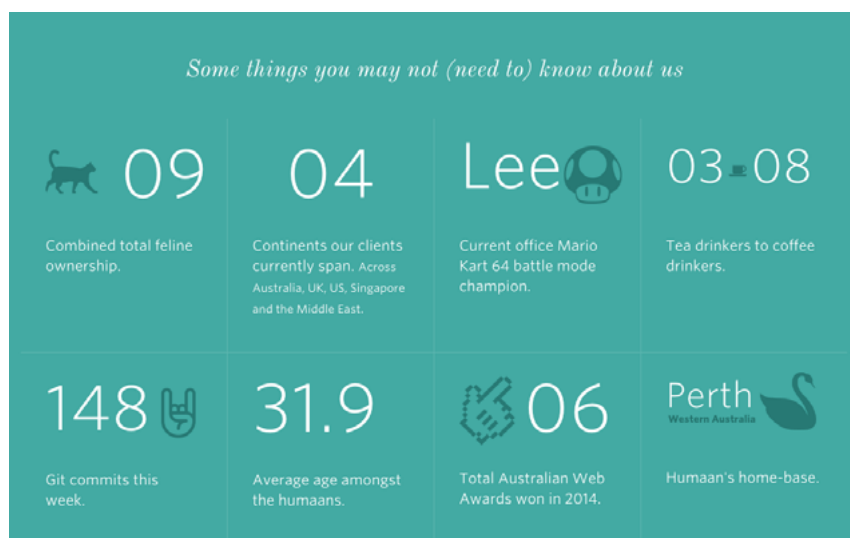 Some things you may not (need to) know about us
09
Combined total feline
ownership.
04
Continents our clients
currently span. Across
Australia, UK, US, Singapore
and the Middle East.
Lee
Current office Mario
Kart 64 battle mode
champion.
03 08
Tea drinkers to coffee
drinkers.
148
Git commits this
week.
31.9
Average age amongst
the humaans.
06
Total Australian Web
Awards won in 2014.
Perth
Western Australia
Humaan's home-base.